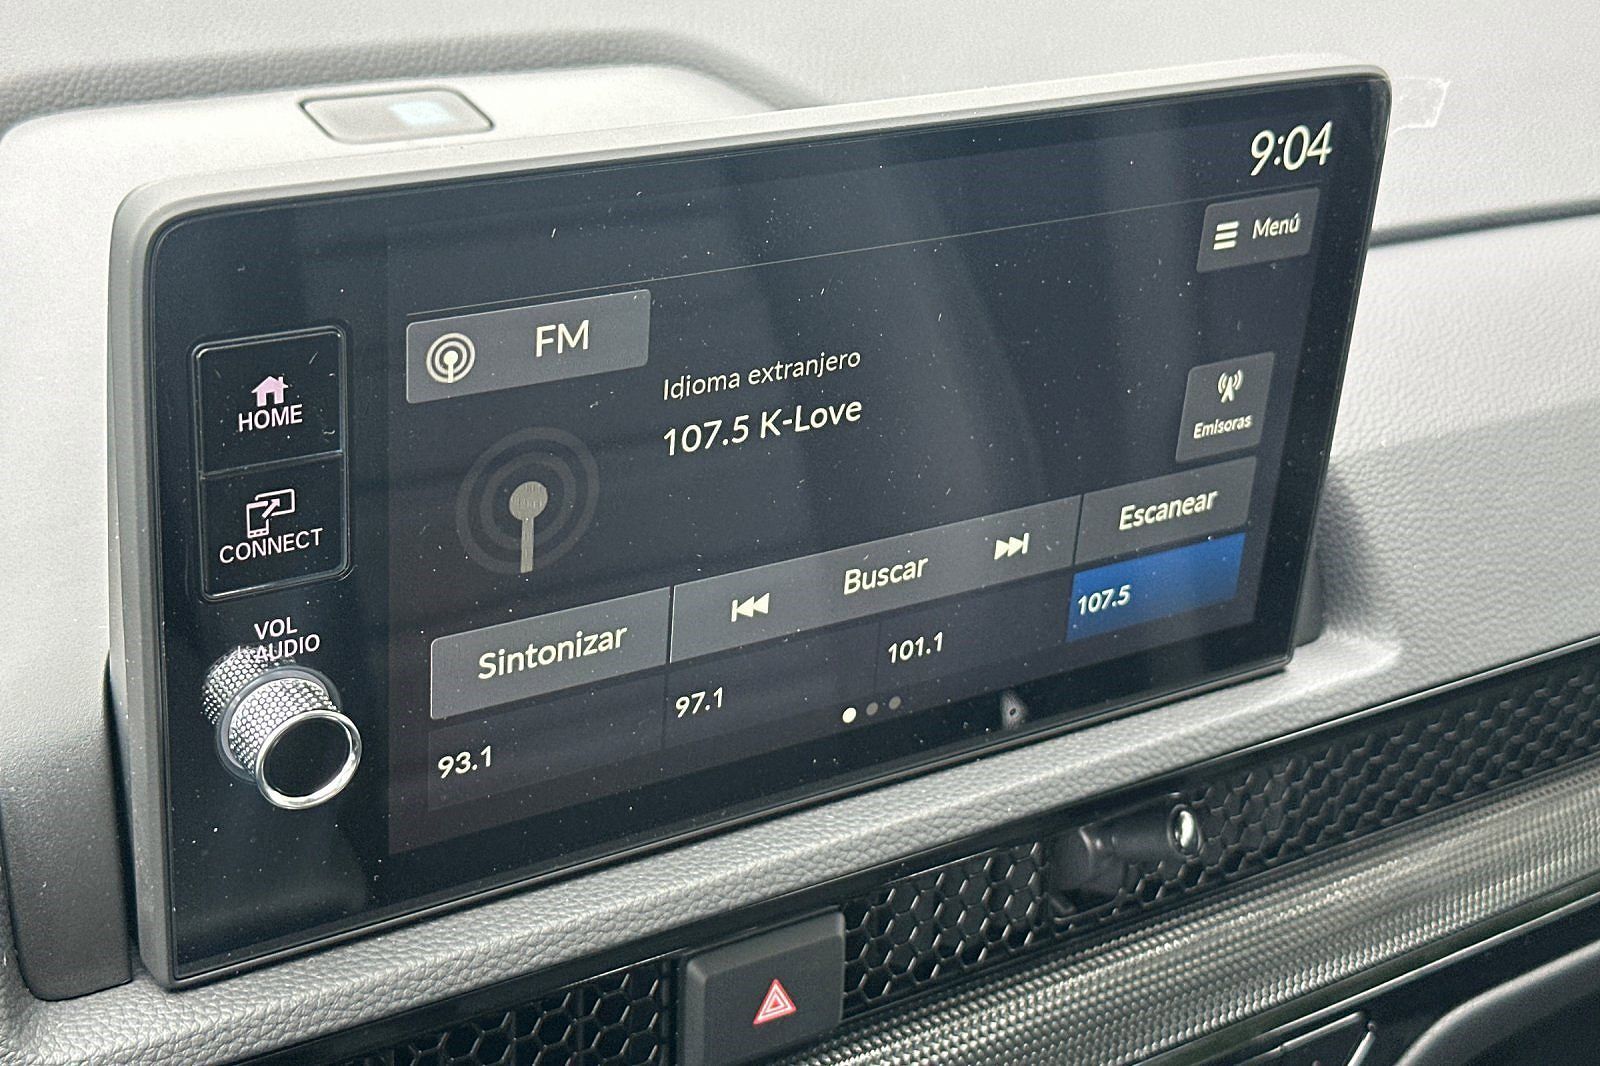 9:04
Menú
FM
Idioma extranjero
107.5 K-Love
Emisoras
HOME
CONNECT
VOL
AUDIO
Sintonizar
Buscar
Escanear
93.1
97.1
101.1
107.5